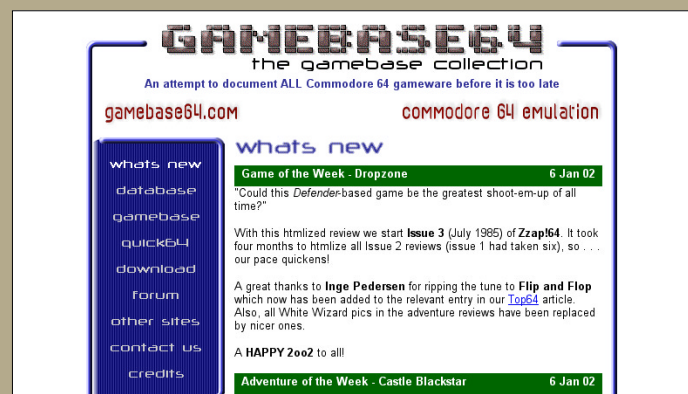 GAMEBASE64
the gamebase collection
An attempt to document ALL Commodore 64 gameware before it is too late
gamebase64.com
commodore 64 emulation
whats new
database
gamebase
quick64
download
forum
other sites
contact us
credits
whats new
Game of the Week - Dropzone 6 Jan 02
"Could this Defender-based game be the greatest shoot-em-up of all
time?"
With this htmlized review we start Issue 3 (July 1985) of Zzap!64. It took
four months to htmlize all Issue 2 reviews (issue 1 had taken six), so . . .
our pace quickens!
A great thanks to Inge Pedersen for ripping the tune to Flip and Flop
which now has been added to the relevant entry in our Top64 article.
Also, all White Wizard pics in the adventure reviews have been replaced
by nicer ones.
A HAPPY 2oo2 to all!
Adventure of the Week - Castle Blackstar 6 Jan 02